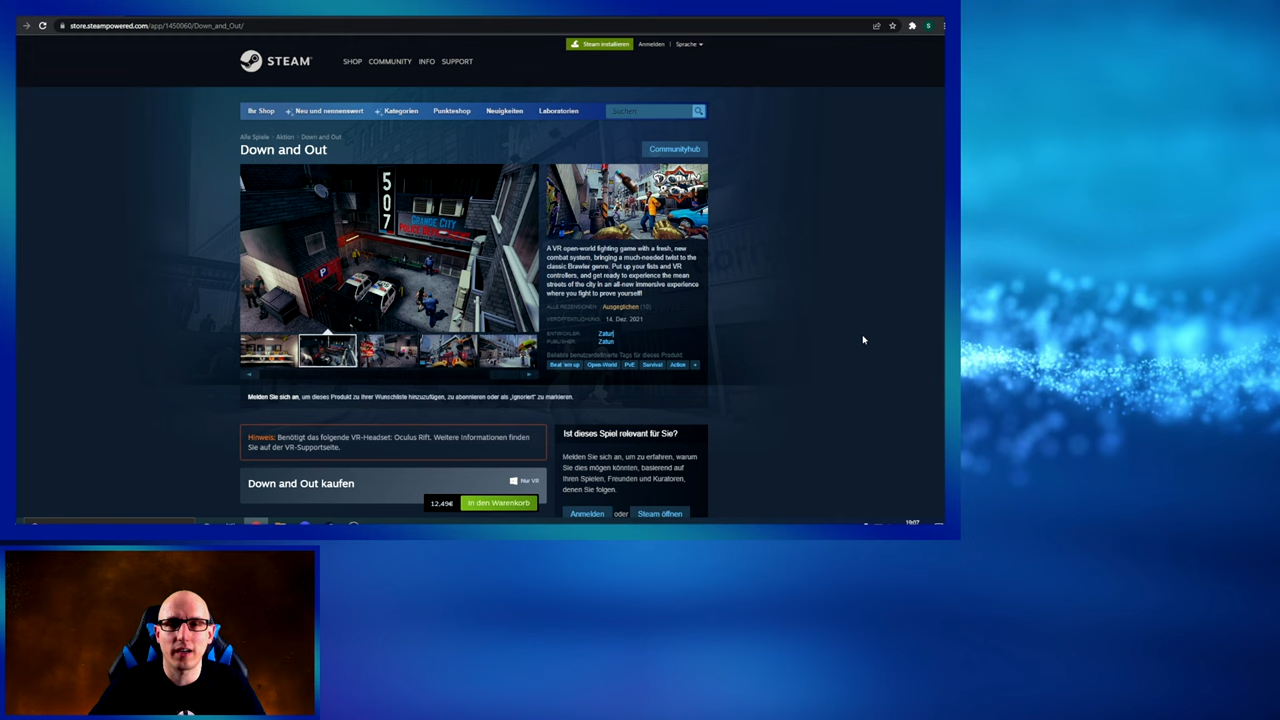 store.steampowered.com/app/1450060/Down_and_Out/
Steam installieren
Anmelden | Sprache
STEAM
SHOP COMMUNITY INFO SUPPORT
Ihr Shop Neu und nennenswert Kategorien Punkteshop Neuigkeiten Laboratorien Suchen
Alle Spiele > Aktion > Down and Out
Down and Out
Communityhub
507
GRANDE CITY
P
DOWN
OUT
A VR open-world fighting game with a fresh, new
combat system, bringing a much-needed twist to the
classic Brawler genre. Put up your fists and VR
controllers, and get ready to experience the mean
streets of the city in an all-new immersive experience
where you fight to prove yourself!
ALLE REZENSIONEN: Ausgeglichen (10)
VERÖFFENTLICHUNG: 14. Dez. 2021
ENTWICKLER: Zatun
PUBLISHER: Zatun
Beliebte benutzerdefinierte Tags für dieses Produkt
Beat 'em up Open-World PvE Survival Action +
Melden Sie sich an, um dieses Produkt zu Ihrer Wunschliste hinzuzufügen, zu abonnieren oder als „Ignoriert" zu markieren.
Hinweis: Benötigt das folgende VR-Headset: Oculus Rift. Weitere Informationen finden
Sie auf der VR-Supportseite.
Down and Out kaufen
Nur VR
12,49€ In den Warenkorb
Ist dieses Spiel relevant für Sie?
Melden Sie sich an, um zu erfahren, warum
Sie dies mögen könnten, basierend auf
Ihren Spielen, Freunden und Kuratoren,
denen Sie folgen.
Anmelden oder Steam öffnen
19:07